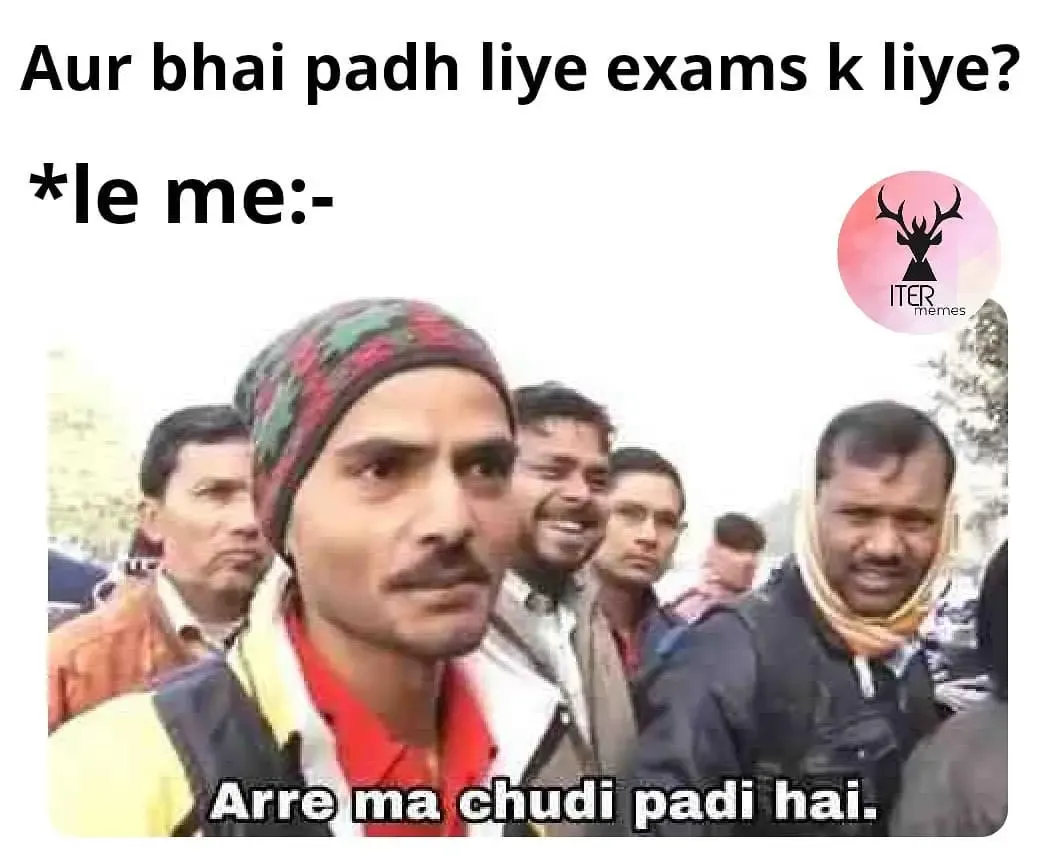 Aur bhai padh liye exams k liye?
*le me:-
ITER
memes
Arre ma chudi padi hai.